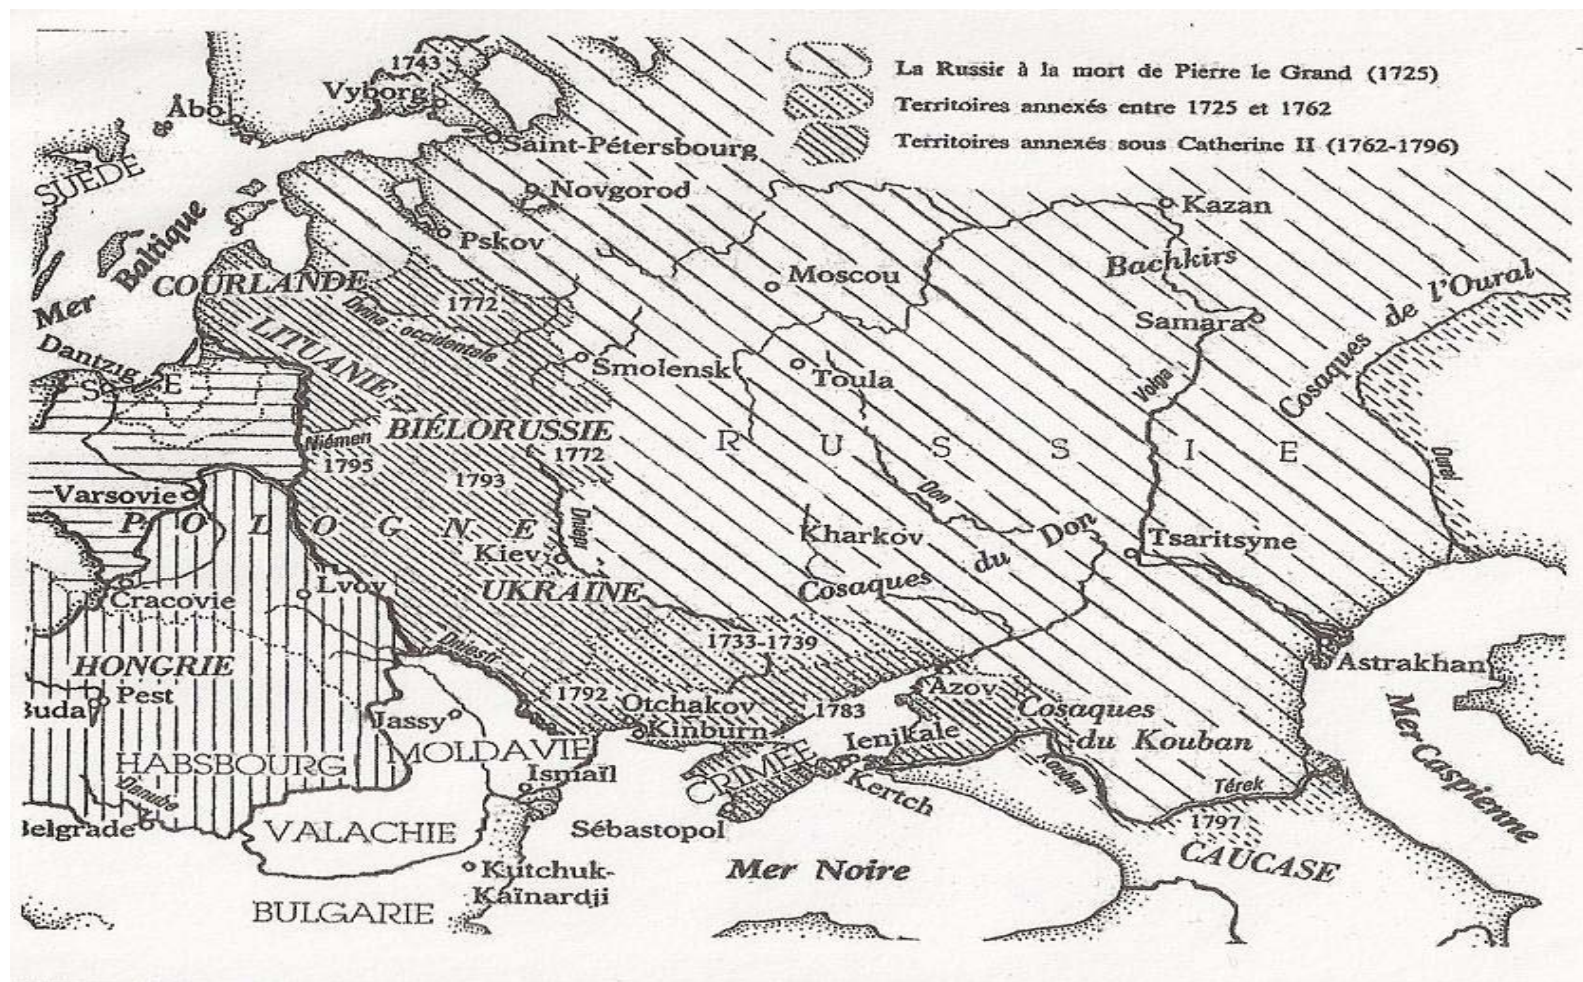 La Russie à la mort de Pierre le Grand (1725)
Territoires annexés entre 1725 et 1762
Territoires annexés sous Catherine II (1762-1796)
1743
Vyborg
Åbo
Saint-Pétersbourg
SUÈDE
Novgorod
Kazan
Mer Baltique
Pskov
Bachkirs
COURLANDE
Moscou
Cosaques de l'Oural
1772
Dvina occidentale
LITUANIE
Samara
Dantzig
Smolensk
Toula
Volga
S E
BIÉLORUSSIE
R U S S I E
Niémen
1795
1772
1793
Oural
Varsovie
Don
P O L O G N E
Dniepr
Kharkov
Tsaritsyne
Kiev
Cosaques du Don
Cracovie
Lvov
UKRAINE
1733-1739
Dniestr
HONGRIE
Astrakhan
Pest
Buda
1792
Otchakov
Azov
Jassy
Kinburn
1783
Cosaques
du Kouban
MOLDAVIE
Ienikale
Mer Caspienne
HABSBOURG
CRIMÉE
Ismaïl
Kertch
Kouban
Térek
Danube
Belgrade
VALACHIE
Sébastopol
1797
CAUCASE
Kutchuk-
Kaïnardji
Mer Noire
BULGARIE